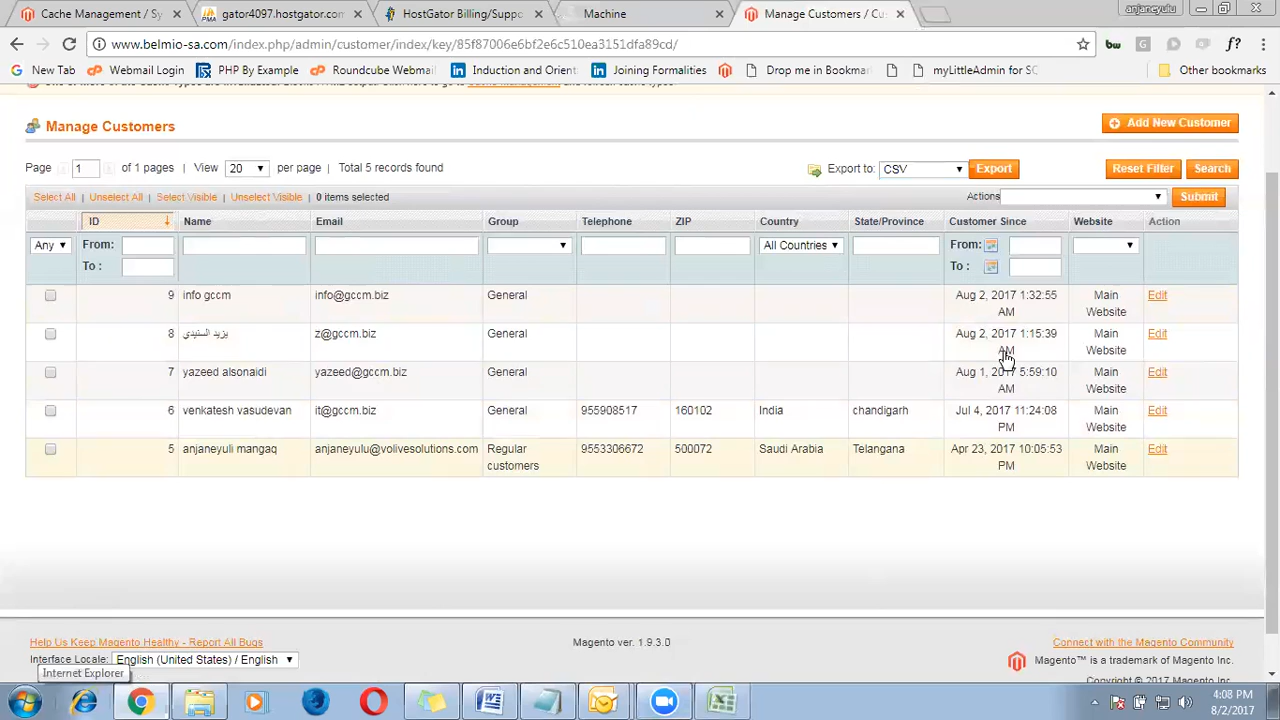 Cache Management / Sy
gator4097.hostgator.com
HostGator Billing/Suppo
Machine
Manage Customers / Cus
anjaneyulu
www.belmio-sa.com/index.php/admin/customer/index/key/85f87006e6bf2e6c510ea3151dfa89cd/
New Tab
Webmail Login
PHP By Example
Roundcube Webmail
Induction and Orient
Joining Formalities
Drop me in Bookmar
myLittleAdmin for SC
Other bookmarks
Manage Customers
Add New Customer
Page 1 of 1 pages | View 20 per page | Total 5 records found
Export to: CSV Export
Reset Filter Search
Select All | Unselect All | Select Visible | Unselect Visible | 0 items selected
Actions Submit
ID Name Email Group Telephone ZIP Country State/Province Customer Since Website Action
Any From: All Countries From:
To : To :
9 info gccm info@gccm.biz General Aug 2, 2017 1:32:55 Main Edit
AM Website
8 يزيد السنيدي z@gccm.biz General Aug 2, 2017 1:15:39 Main Edit
AM Website
7 yazeed alsonaidi yazeed@gccm.biz General Aug 1, 2017 5:59:10 Main Edit
AM Website
6 venkatesh vasudevan it@gccm.biz General 955908517 160102 India chandigarh Jul 4, 2017 11:24:08 Main Edit
PM Website
5 anjaneyuli mangaq anjaneyulu@volivesolutions.com Regular 9553306672 500072 Saudi Arabia Telangana Apr 23, 2017 10:05:53 Main Edit
customers PM Website
Help Us Keep Magento Healthy - Report All Bugs
Magento ver. 1.9.3.0
Connect with the Magento Community
Interface Locale: English (United States) / English
Magento™ is a trademark of Magento Inc.
Copyright © 2017 Magento Inc.
Internet Explorer
4:08 PM
8/2/2017